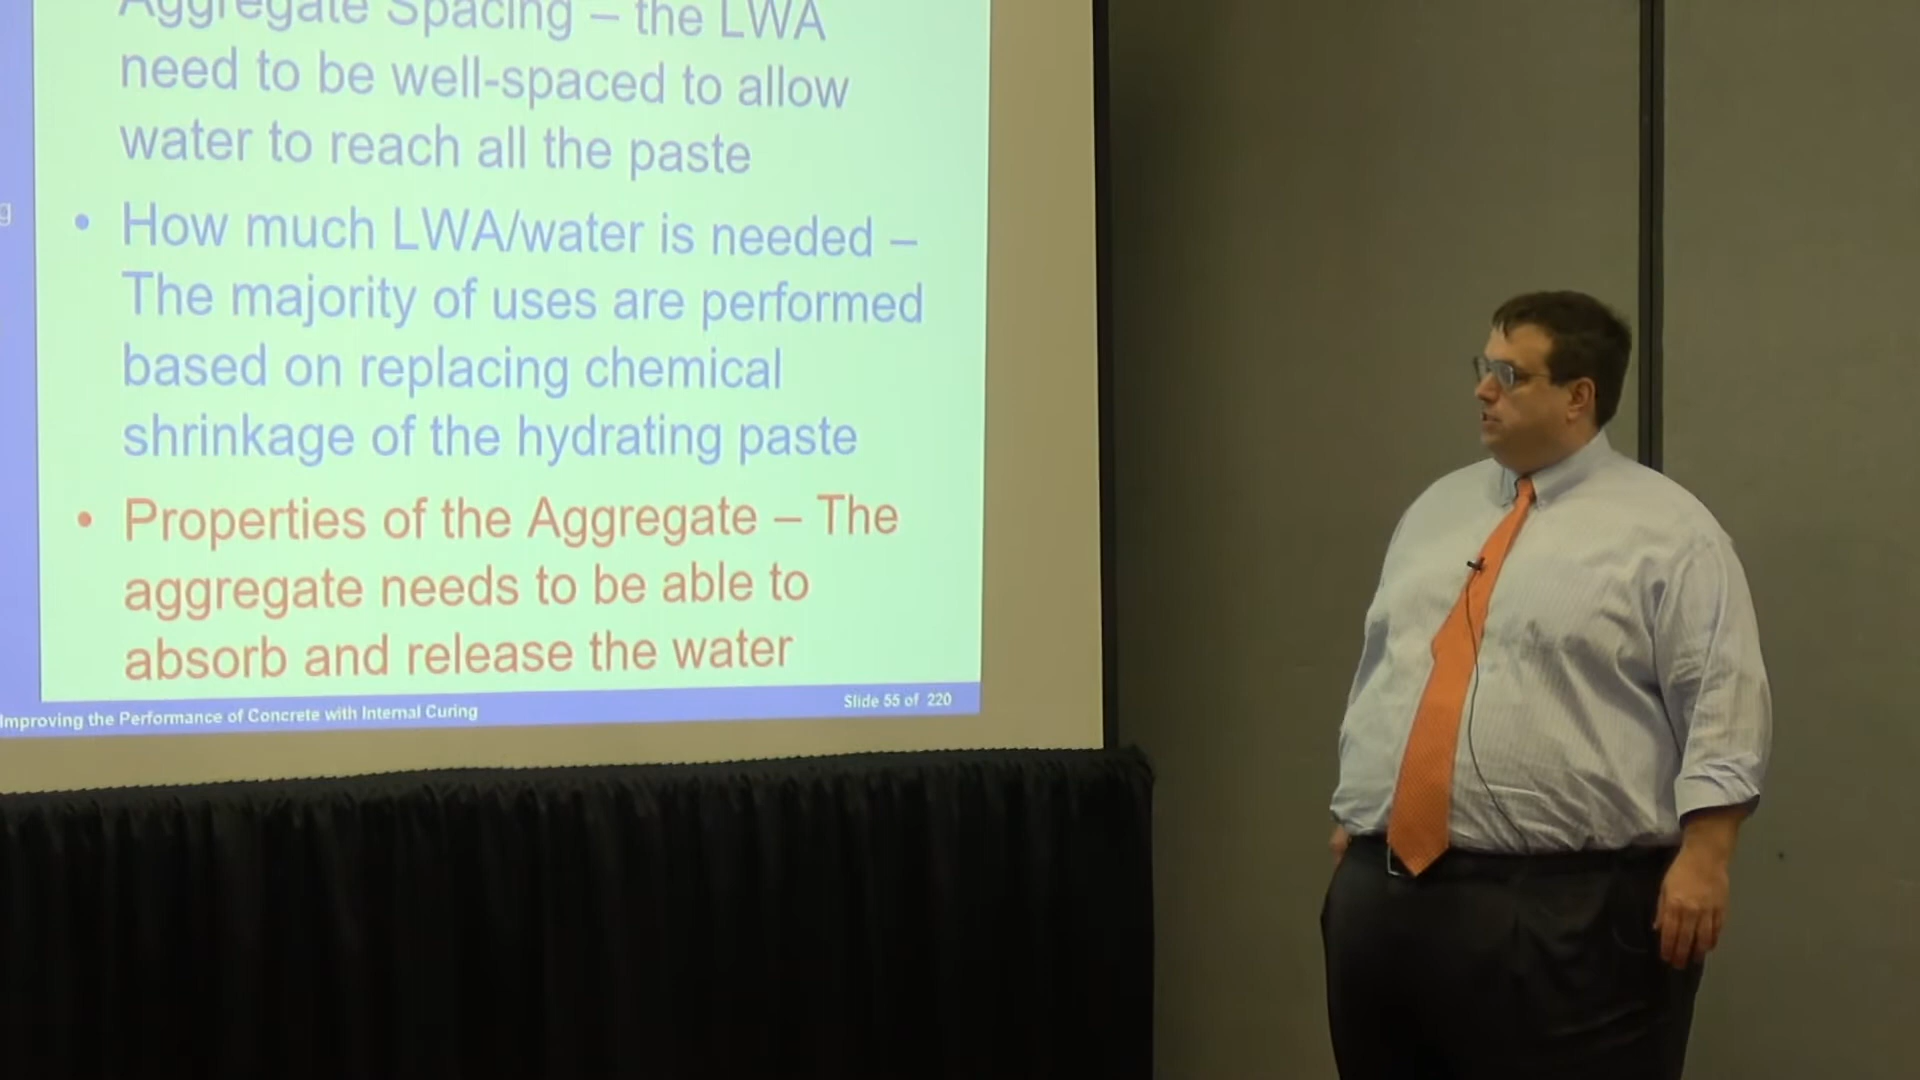 Aggregate Spacing – the LWA
need to be well-spaced to allow
water to reach all the paste
• How much LWA/water is needed –
The majority of uses are performed
based on replacing chemical
shrinkage of the hydrating paste
• Properties of the Aggregate – The
aggregate needs to be able to
absorb and release the water
Improving the Performance of Concrete with Internal Curing
Slide 55 of 220